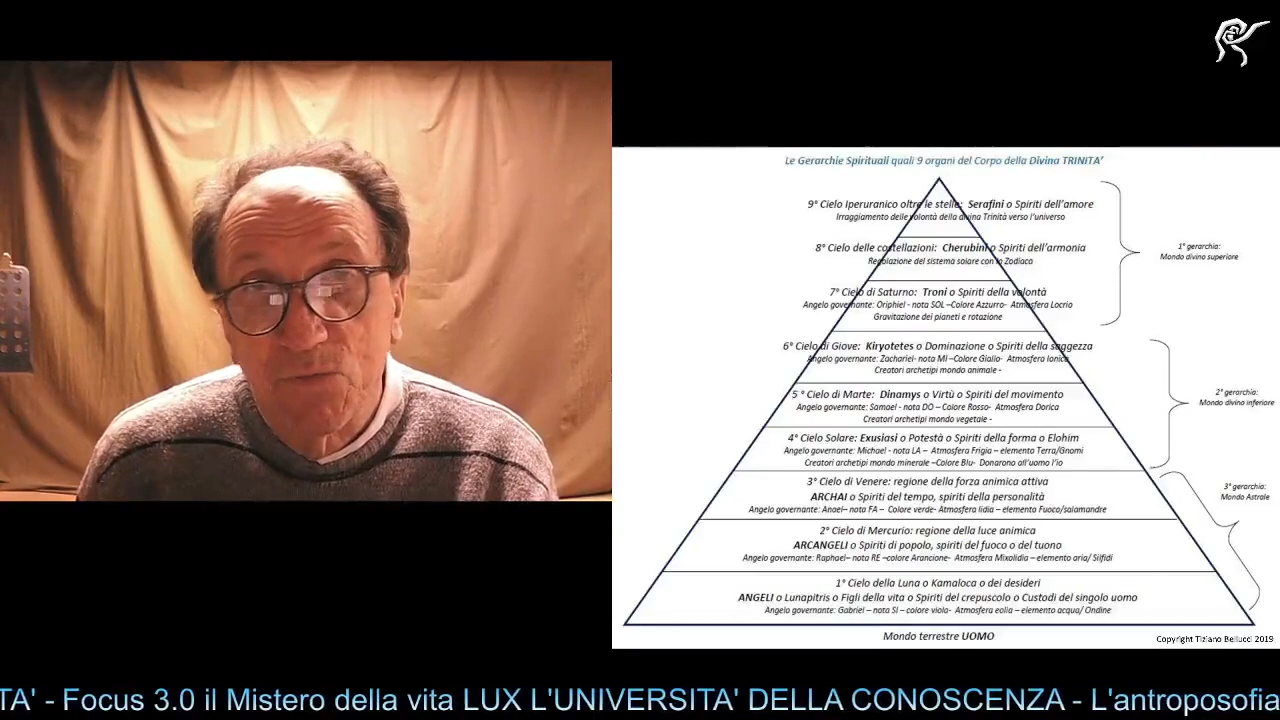 Le Gerarchie Spirituali quali 9 organi del Corpo della Divina TRINITA'
9° Cielo Iperuranico oltre le stelle: Serafini o Spiriti dell'amore
Irraggiamento delle volontà della divina Trinità verso l'universo
8° Cielo delle costellazioni: Cherubini o Spiriti dell'armonia
Regolazione del sistema solare con lo Zodiaco
7° Cielo di Saturno: Troni o Spiriti della volontà
Angelo governante: Oriphiel - nota SOL –Colore Azzurro- Atmosfera Locrio
Gravitazione dei pianeti e rotazione
1° gerarchia:
Mondo divino superiore
6° Cielo di Giove: Kiryotetes o Dominazione o Spiriti della saggezza
Angelo governante: Zachariel- nota MI –Colore Giallo- Atmosfera Ionica
Creatori archetipi mondo animale -
5 ° Cielo di Marte: Dinamys o Virtù o Spiriti del movimento
Angelo governante: Samael - nota DO – Colore Rosso- Atmosfera Dorica
Creatori archetipi mondo vegetale -
4° Cielo Solare: Exusiasi o Potestà o Spiriti della forma o Elohim
Angelo governante: Michael - nota LA – Atmosfera Frigia – elemento Terra/Gnomi
Creatori archetipi mondo minerale –Colore Blu- Donarono all'uomo l'io
2° gerarchia:
Mondo divino inferiore
3° Cielo di Venere: regione della forza animica attiva
ARCHAI o Spiriti del tempo, spiriti della personalità
Angelo governante: Anael– nota FA – Colore verde- Atmosfera lidia – elemento Fuoco/salamandre
2° Cielo di Mercurio: regione della luce animica
ARCANGELI o Spiriti di popolo, spiriti del fuoco o del tuono
Angelo governante: Raphael– nota RE –colore Arancione- Atmosfera Mixolidia – elemento aria/ Silfidi
1° Cielo della Luna o Kamaloca o dei desideri
ANGELI o Lunapitris o Figli della vita o Spiriti del crepuscolo o Custodi del singolo uomo
Angelo governante: Gabriel – nota SI – colore viola- Atmosfera eolia – elemento acqua/ Ondine
3° gerarchia:
Mondo Astrale
Mondo terrestre UOMO
Copyright Tiziano Bellucci 2019
TA' - Focus 3.0 il Mistero della vita LUX L'UNIVERSITA' DELLA CONOSCENZA - L'antroposofia